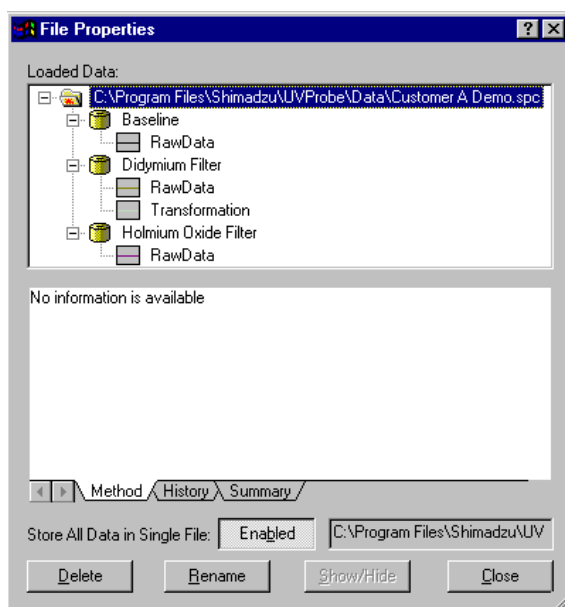 File Properties
Loaded Data:
C:\Program Files\Shimadzu\UVProbe\Data\Customer A Demo.spc
Baseline
RawData
Didymium Filter
RawData
Transformation
Holmium Oxide Filter
RawData
No information is available
Method History Summary
Store All Data in Single File: Enabled C:\Program Files\Shimadzu\UV
Delete Rename Show/Hide Close